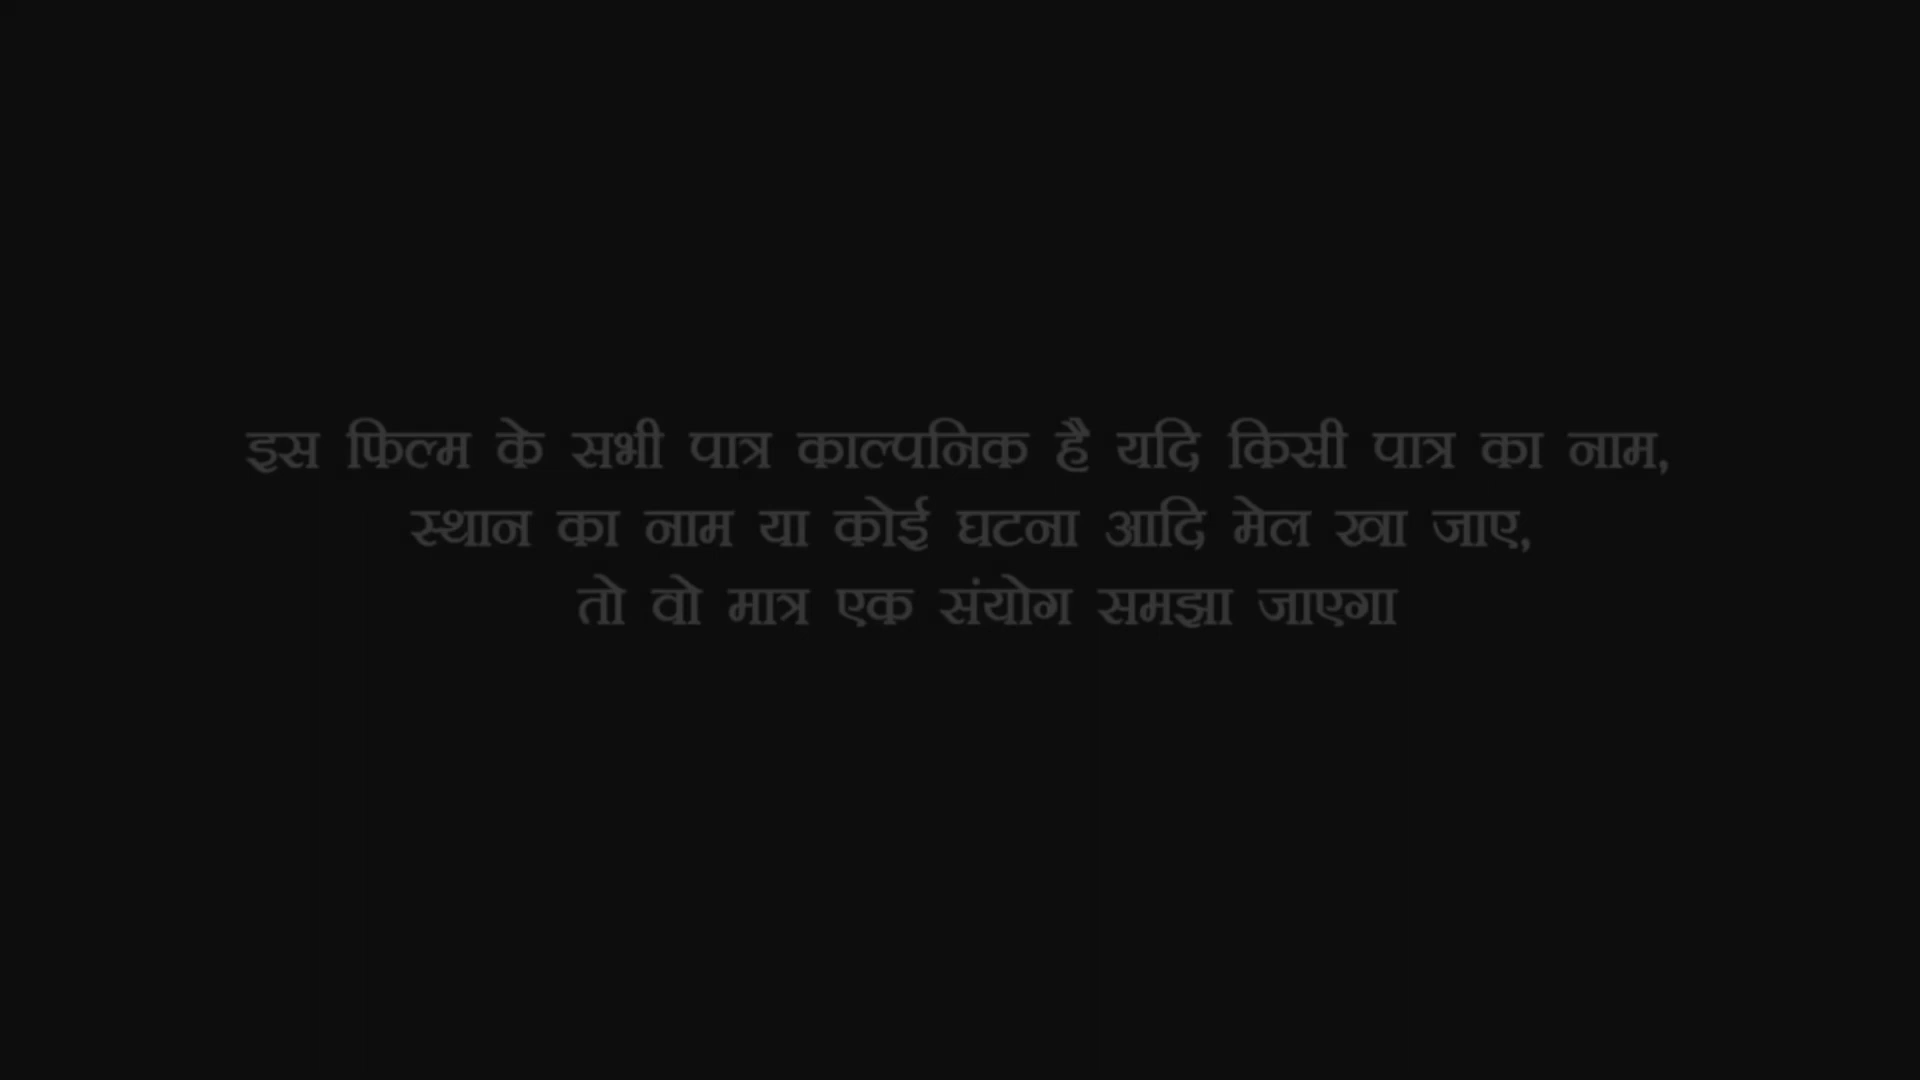 इस फिल्म के सभी पात्र काल्पनिक है यदि किसी पात्र का नाम,
स्थान का नाम या कोई घटना आदि मेल खा जाए,
तो वो मात्र एक संयोग समझा जाएगा